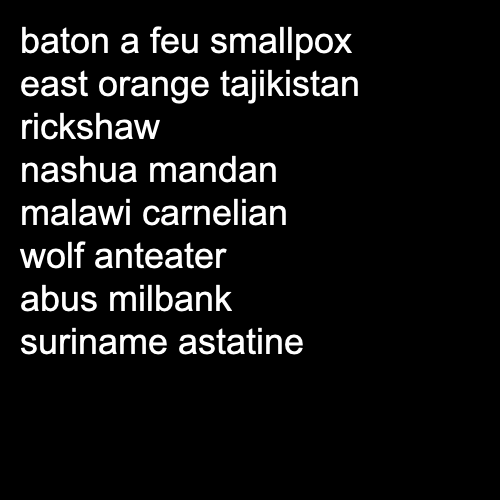 baton a feu smallpox
east orange tajikistan
rickshaw
nashua mandan
malawi carnelian
wolf anteater
abus milbank
suriname astatine